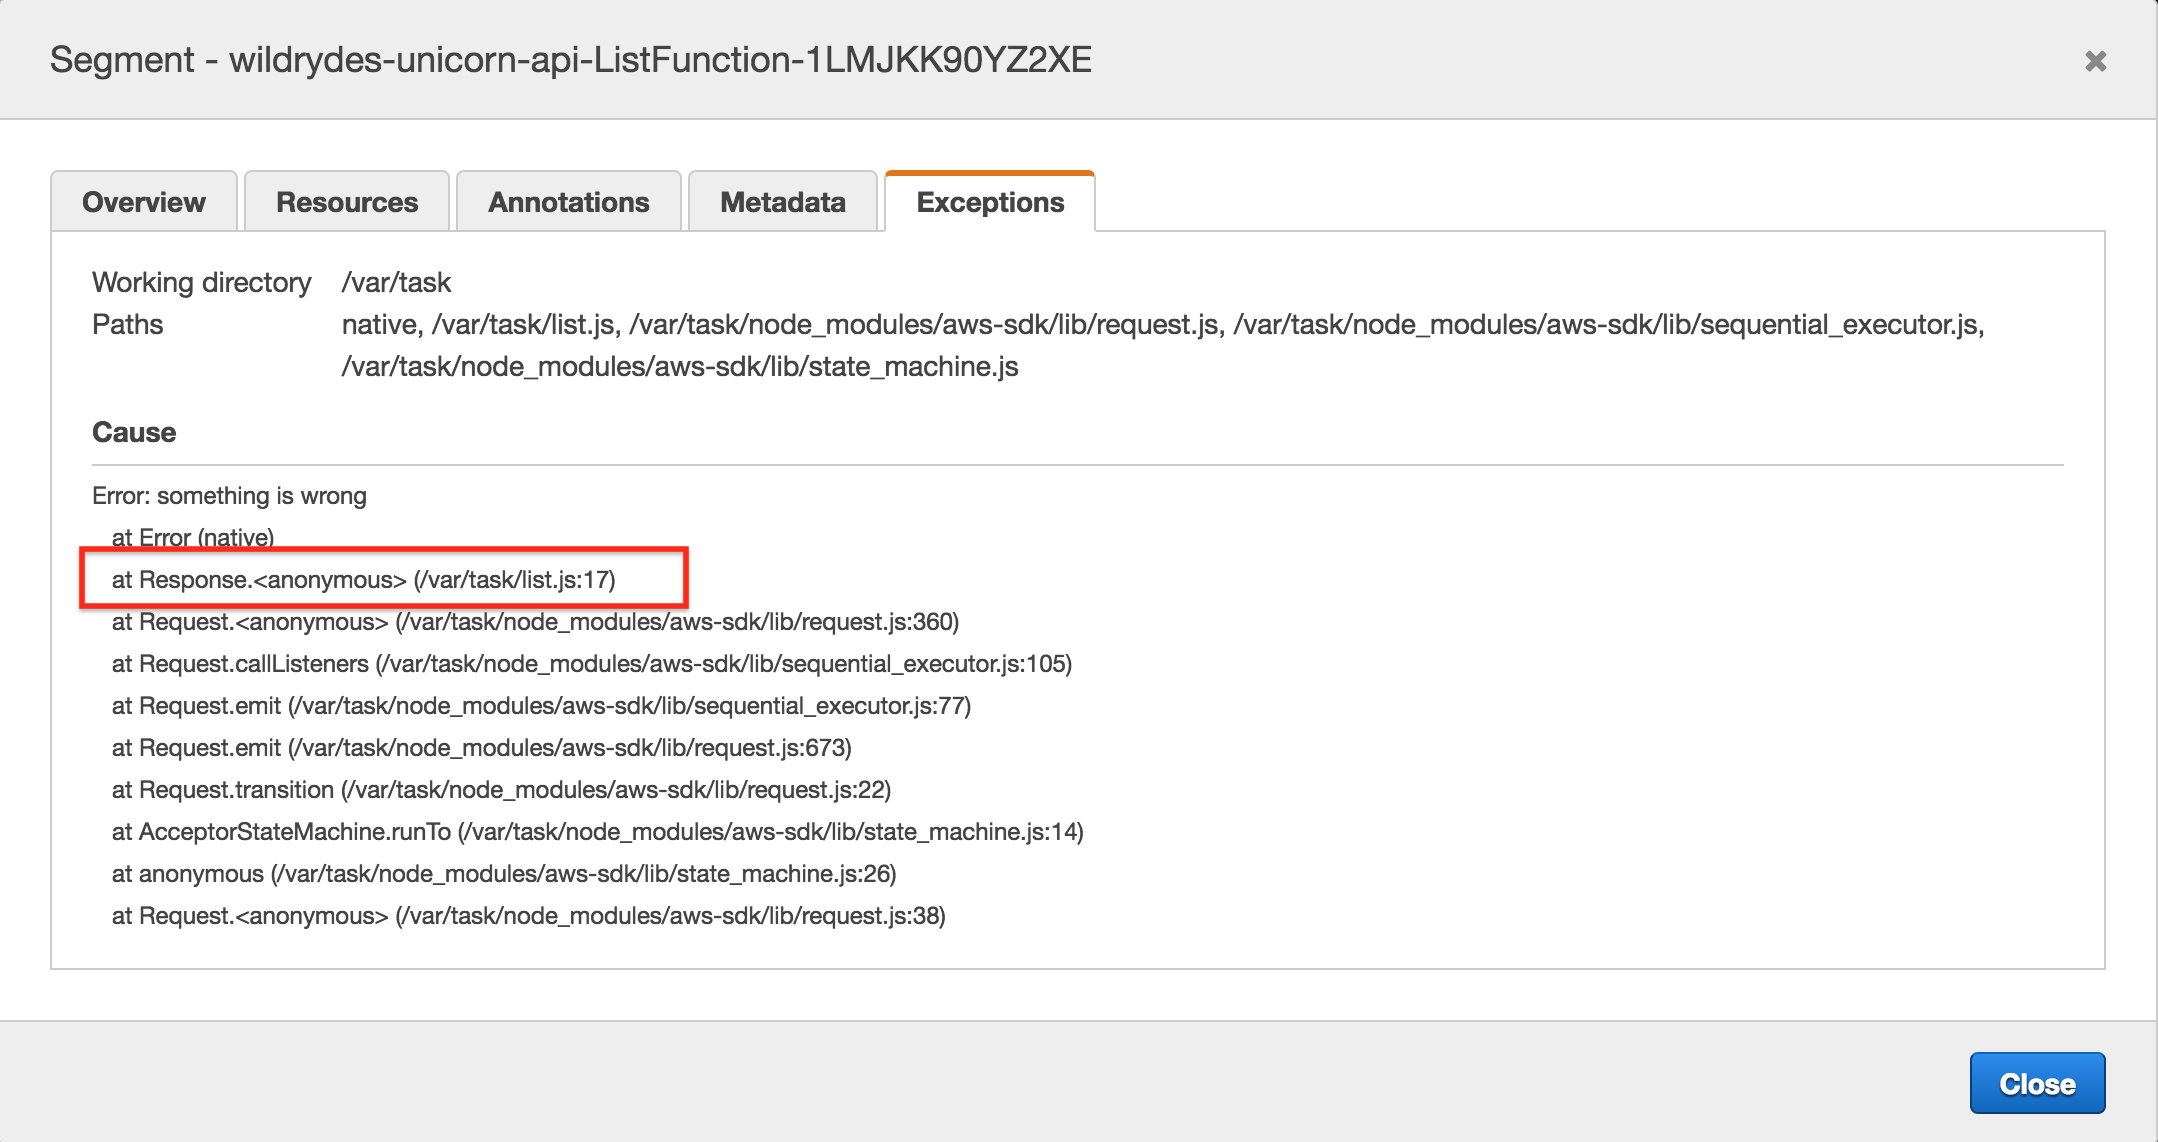 Segment - wildrydes-unicorn-api-ListFunction-1LMJKK90YZ2XE
Overview Resources Annotations Metadata Exceptions
Working directory /var/task
Paths native, /var/task/list.js, /var/task/node_modules/aws-sdk/lib/request.js, /var/task/node_modules/aws-sdk/lib/sequential_executor.js,
/var/task/node_modules/aws-sdk/lib/state_machine.js
Cause
Error: something is wrong
at Error (native)
at Response.<anonymous> (/var/task/list.js:17)
at Request.<anonymous> (/var/task/node_modules/aws-sdk/lib/request.js:360)
at Request.callListeners (/var/task/node_modules/aws-sdk/lib/sequential_executor.js:105)
at Request.emit (/var/task/node_modules/aws-sdk/lib/sequential_executor.js:77)
at Request.emit (/var/task/node_modules/aws-sdk/lib/request.js:673)
at Request.transition (/var/task/node_modules/aws-sdk/lib/request.js:22)
at AcceptorStateMachine.runTo (/var/task/node_modules/aws-sdk/lib/state_machine.js:14)
at anonymous (/var/task/node_modules/aws-sdk/lib/state_machine.js:26)
at Request.<anonymous> (/var/task/node_modules/aws-sdk/lib/request.js:38)
Close